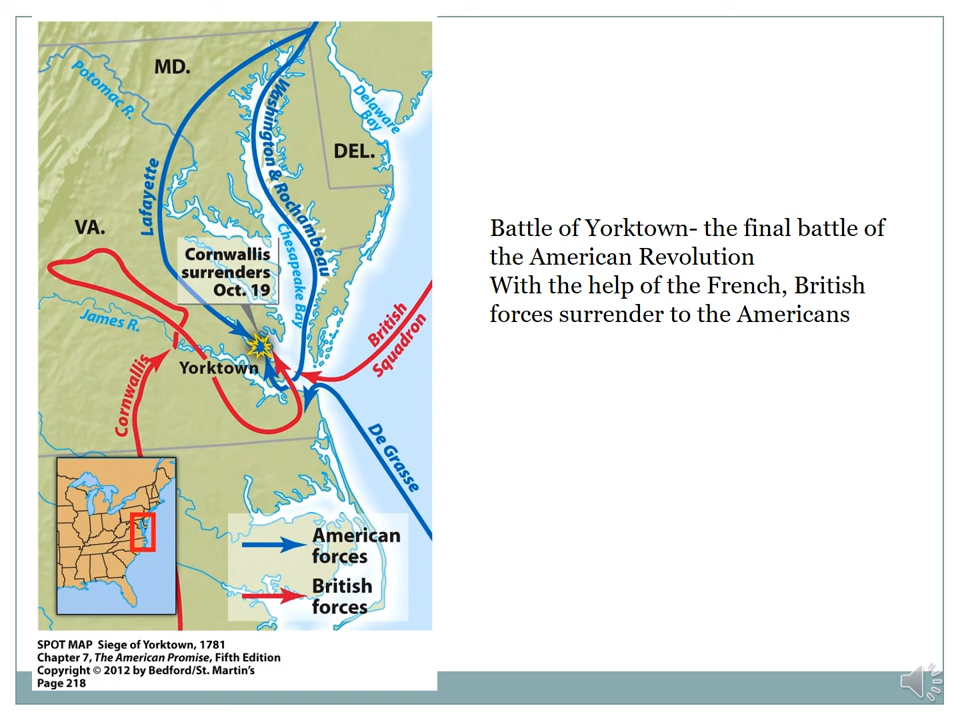 MD.
Potomac R.
Delaware
Bay
DEL.
Washington & Rochambeau
Lafayette
VA.
Chesapeake Bay
Cornwallis
surrenders
Oct. 19
James R.
British
Squadron
Yorktown
Cornwallis
De Grasse
American
forces
British
forces
SPOT MAP Siege of Yorktown, 1781
Chapter 7, The American Promise, Fifth Edition
Copyright © 2012 by Bedford/St. Martin's
Page 218
Battle of Yorktown- the final battle of
the American Revolution
With the help of the French, British
forces surrender to the Americans